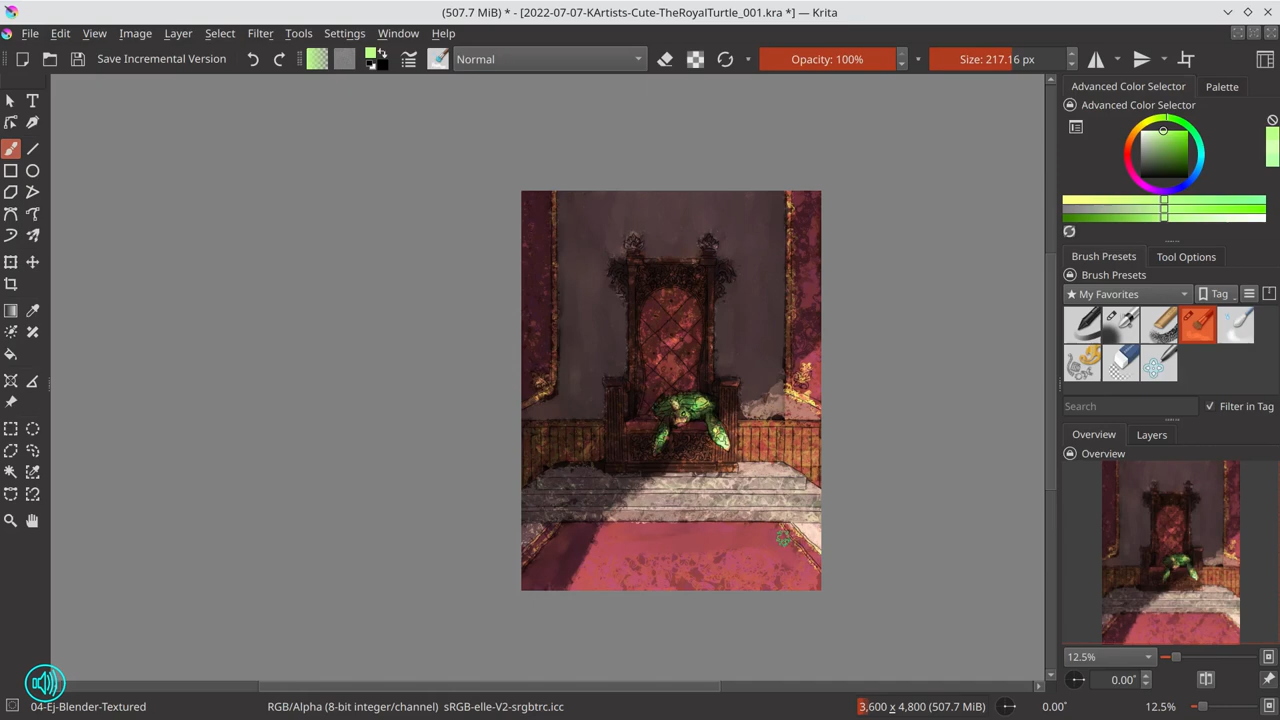 (507.7 MiB) * - [2022-07-07-KArtists-Cute-TheRoyalTurtle_001.kra *] — Krita
File Edit View Image Layer Select Filter Tools Settings Window Help
Save Incremental Version Normal Opacity: 100% Size: 217.16 px
Advanced Color Selector Palette
Advanced Color Selector
Brush Presets Tool Options
Brush Presets
★ My Favorites Tag
Search Filter in Tag
Overview Layers
Overview
12.5%
0.00°
04-Ej-Blender-Textured RGB/Alpha (8-bit integer/channel) sRGB-elle-V2-srgbtrc.icc 3,600 x 4,800 (507.7 MiB) 0.00° 12.5%